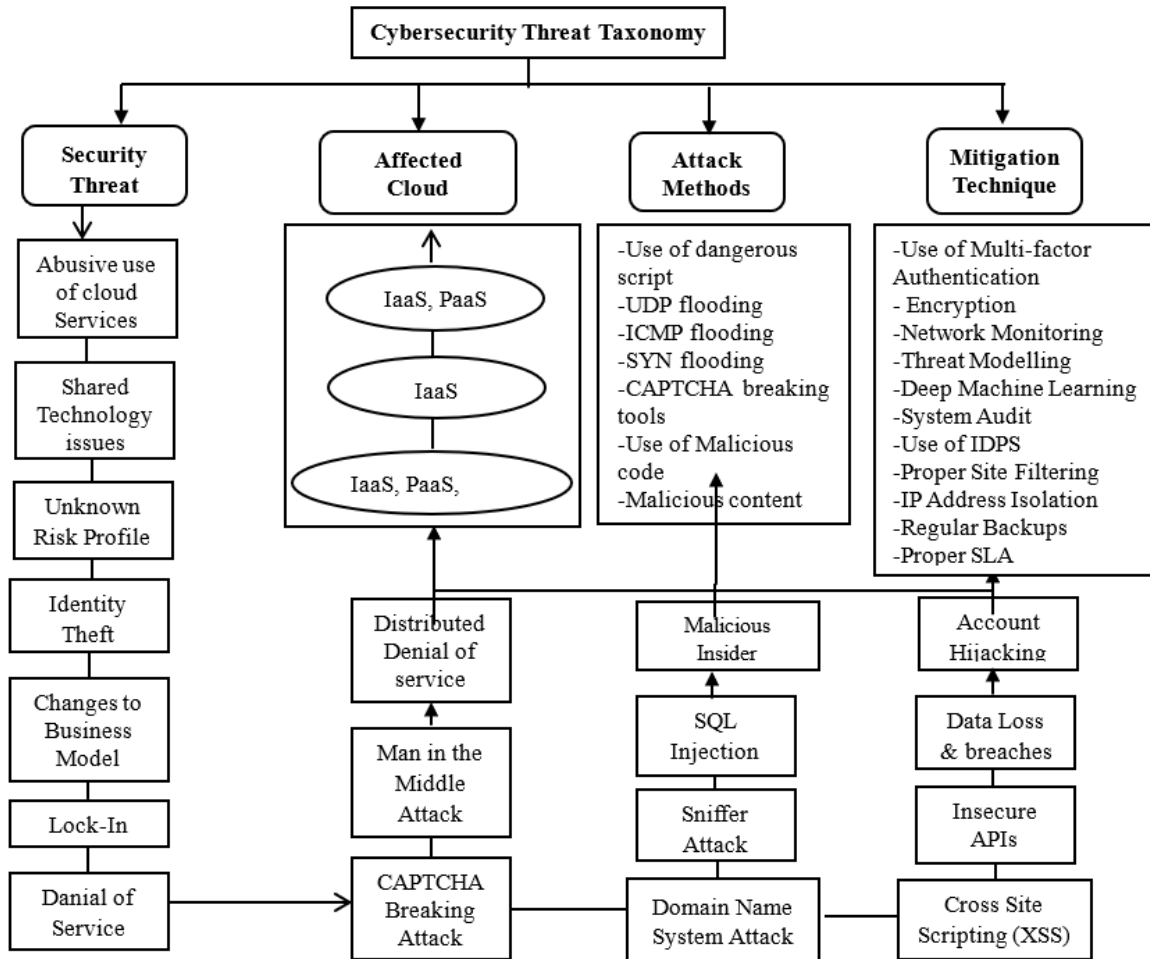 Cybersecurity Threat Taxonomy
Security
Threat
Affected
Cloud
Attack
Methods
Mitigation
Technique
Abusive use
of cloud
Services
Shared
Technology
issues
Unknown
Risk Profile
Identity
Theft
Changes to
Business
Model
Lock-In
Danial of
Service
IaaS, PaaS
IaaS
IaaS, PaaS,
-Use of dangerous
script
-UDP flooding
-ICMP flooding
-SYN flooding
-CAPTCHA breaking
tools
-Use of Malicious
code
-Malicious content
-Use of Multi-factor
Authentication
- Encryption
-Network Monitoring
-Threat Modelling
-Deep Machine Learning
-System Audit
-Use of IDPS
-Proper Site Filtering
-IP Address Isolation
-Regular Backups
-Proper SLA
Distributed
Denial of
service
Man in the
Middle
Attack
CAPTCHA
Breaking
Attack
Malicious
Insider
SQL
Injection
Sniffer
Attack
Domain Name
System Attack
Account
Hijacking
Data Loss
& breaches
Insecure
APIs
Cross Site
Scripting (XSS)